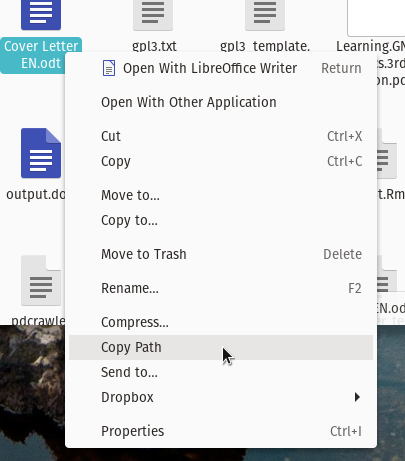 Cover Letter
EN.odt
gpl3.txt
gpl3_template.
Learning.GN
s.3rd
on.pd
Open With LibreOffice Writer Return
Open With Other Application
Cut Ctrl+X
Copy Ctrl+C
output.do
t.Rm
Move to...
Copy to...
Move to Trash Delete
Rename... F2
EN.od
Compress...
pdcrawle
Copy Path
Send to...
Dropbox
Properties Ctrl+I